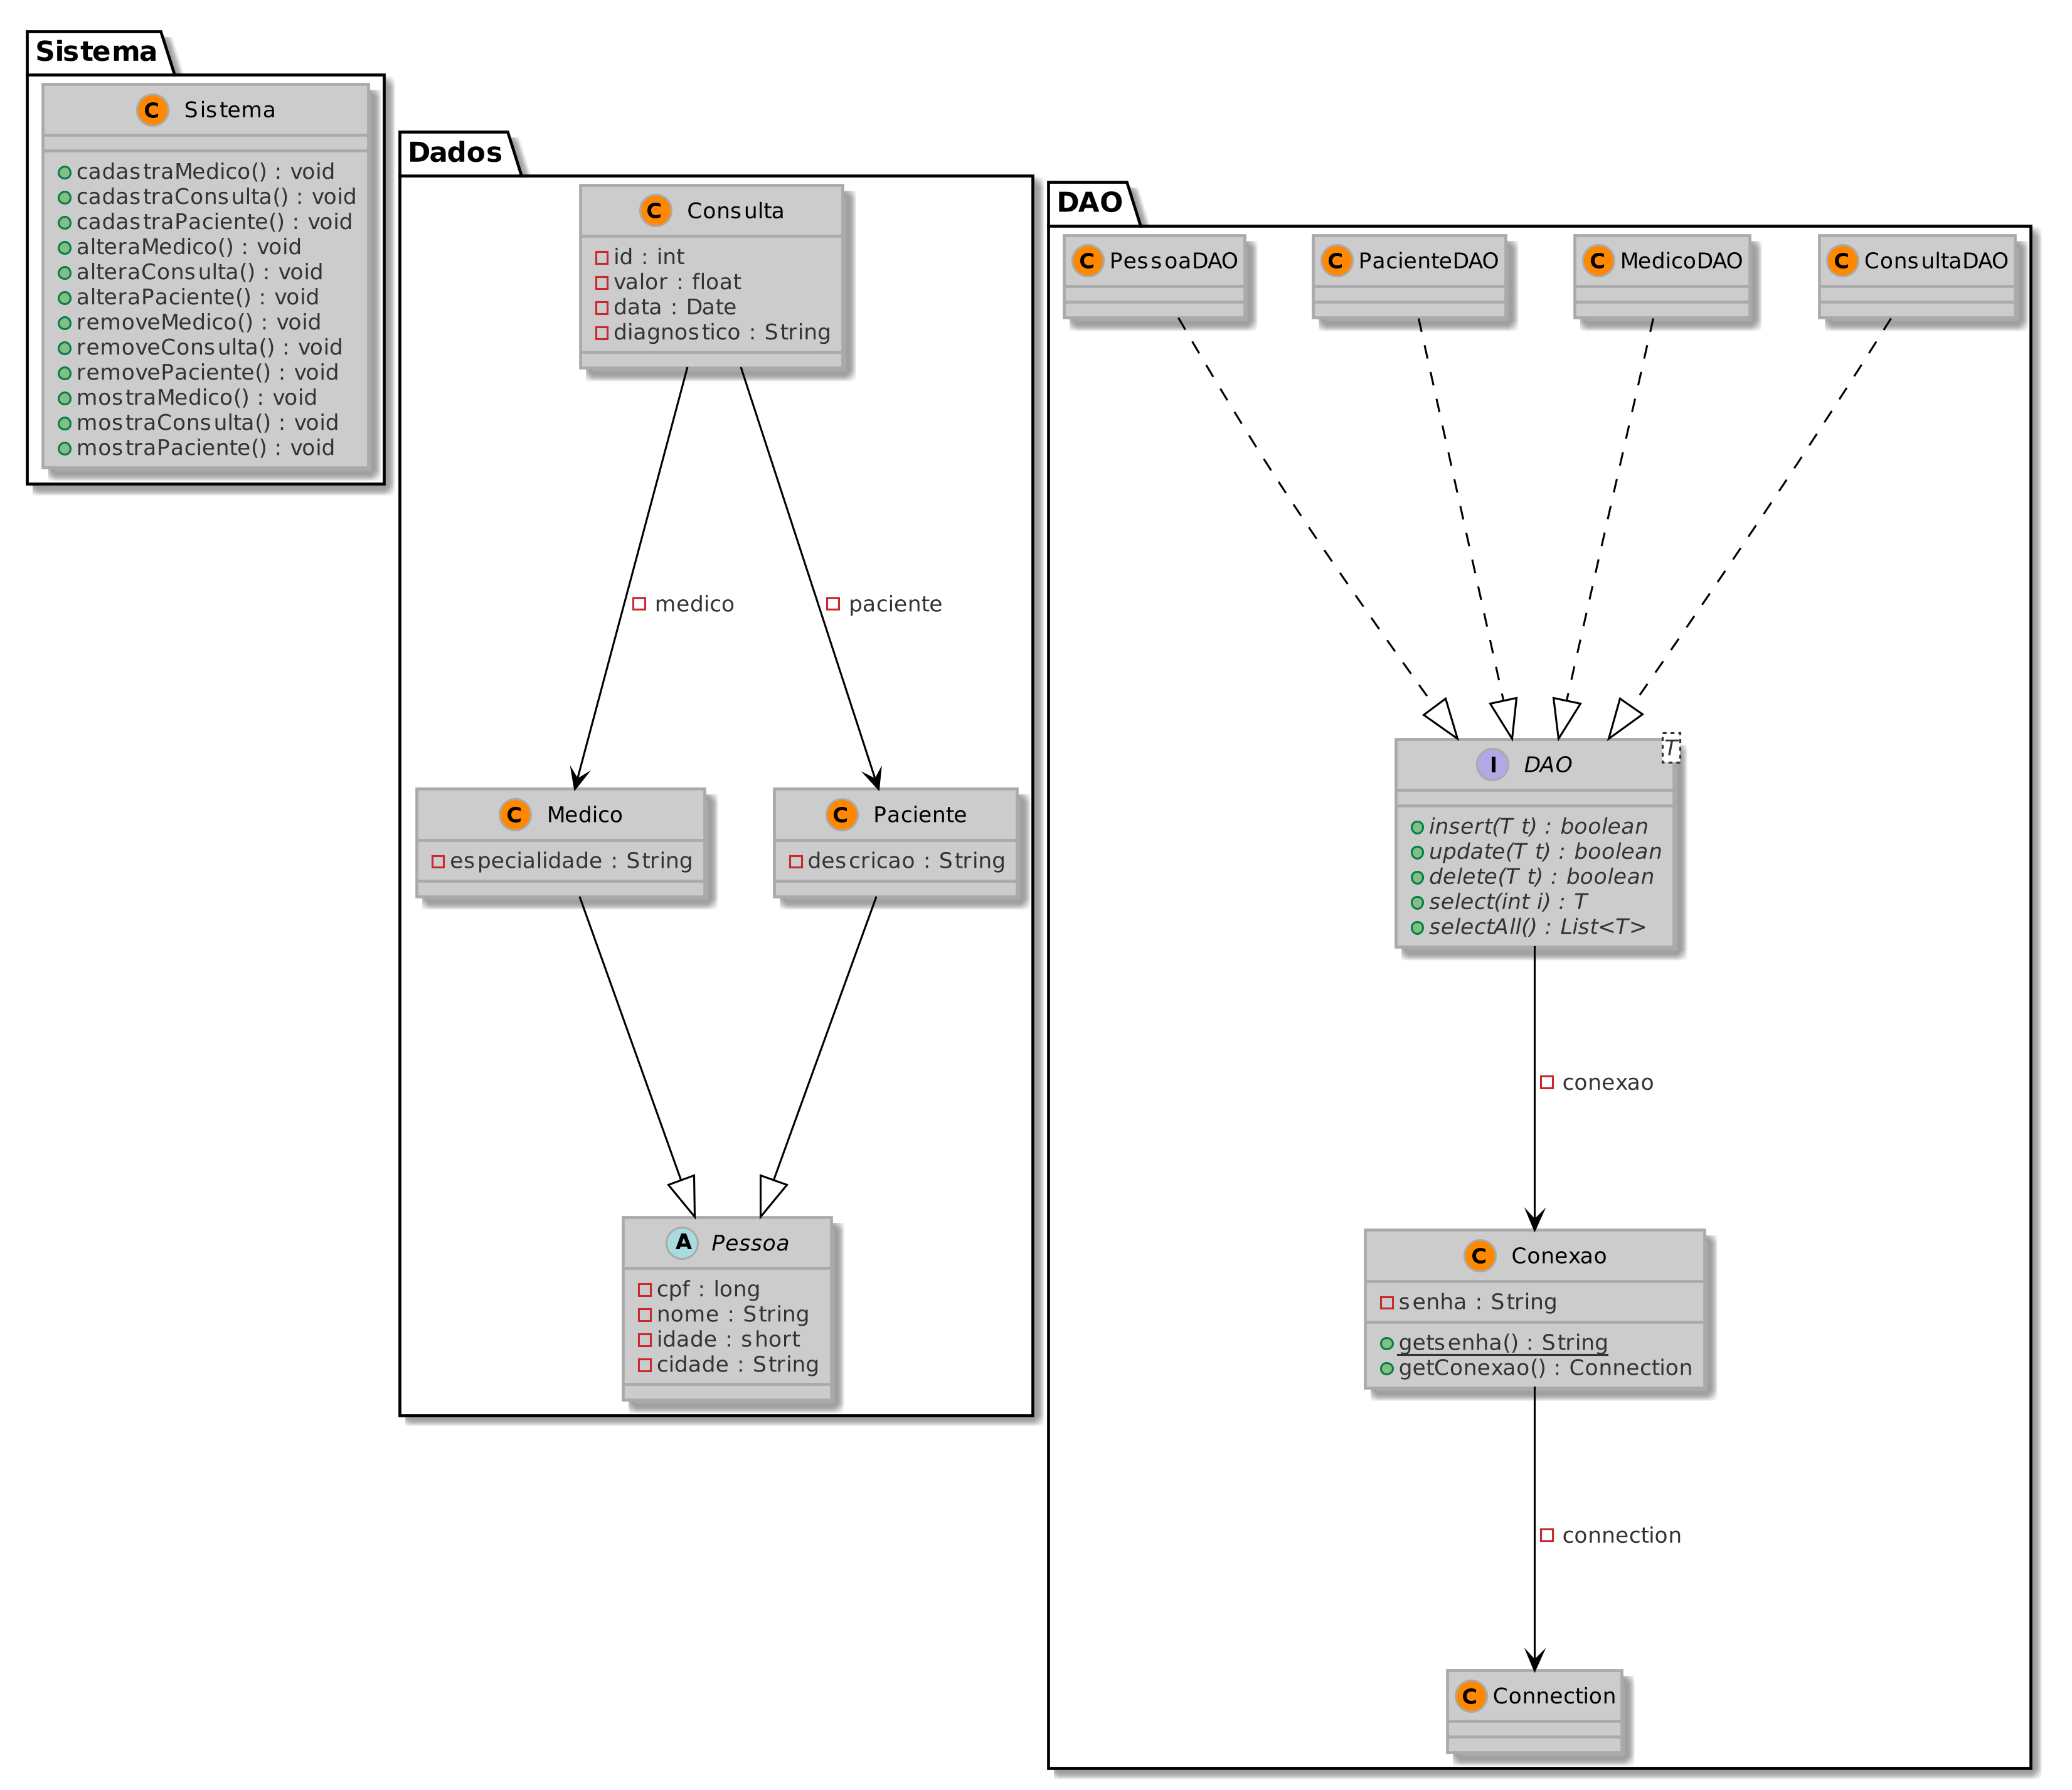 Sistema
C Sistema
cadastraMedico() : void
cadastraConsulta() : void
cadastraPaciente() : void
alteraMedico() : void
alteraConsulta() : void
alteraPaciente() : void
removeMedico() : void
removeConsulta() : void
removePaciente() : void
mostraMedico() : void
mostraConsulta() : void
mostraPaciente() : void
Dados
C Consulta
id : int
valor : float
data : Date
diagnostico : String
medico
paciente
C Medico
especialidade : String
C Paciente
descricao : String
A Pessoa
cpf : long
nome : String
idade : short
cidade : String
DAO
C PessoaDAO
C PacienteDAO
C MedicoDAO
C ConsultaDAO
I DAO
T
insert(T t) : boolean
update(T t) : boolean
delete(T t) : boolean
select(int i) : T
selectAll() : List<T>
conexao
C Conexao
senha : String
getsenha() : String
getConexao() : Connection
connection
C Connection